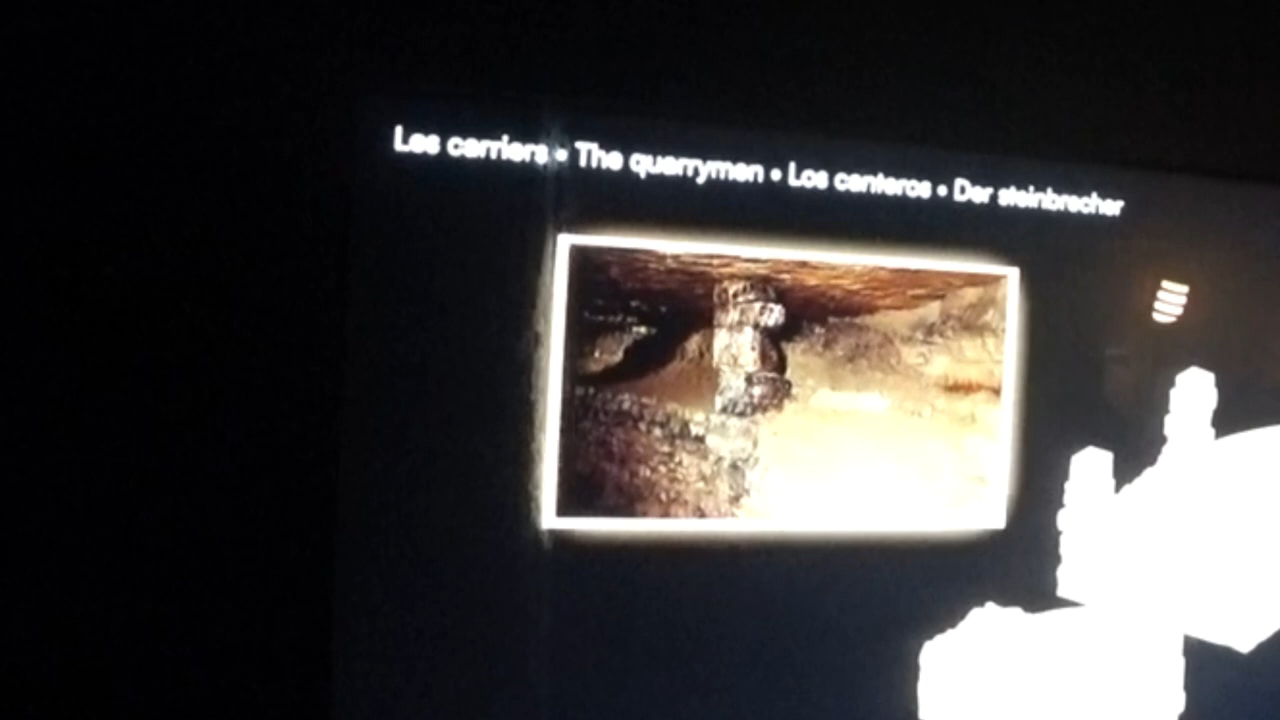 Les carriers • The quarrymen • Los canteros • Der steinbrecher